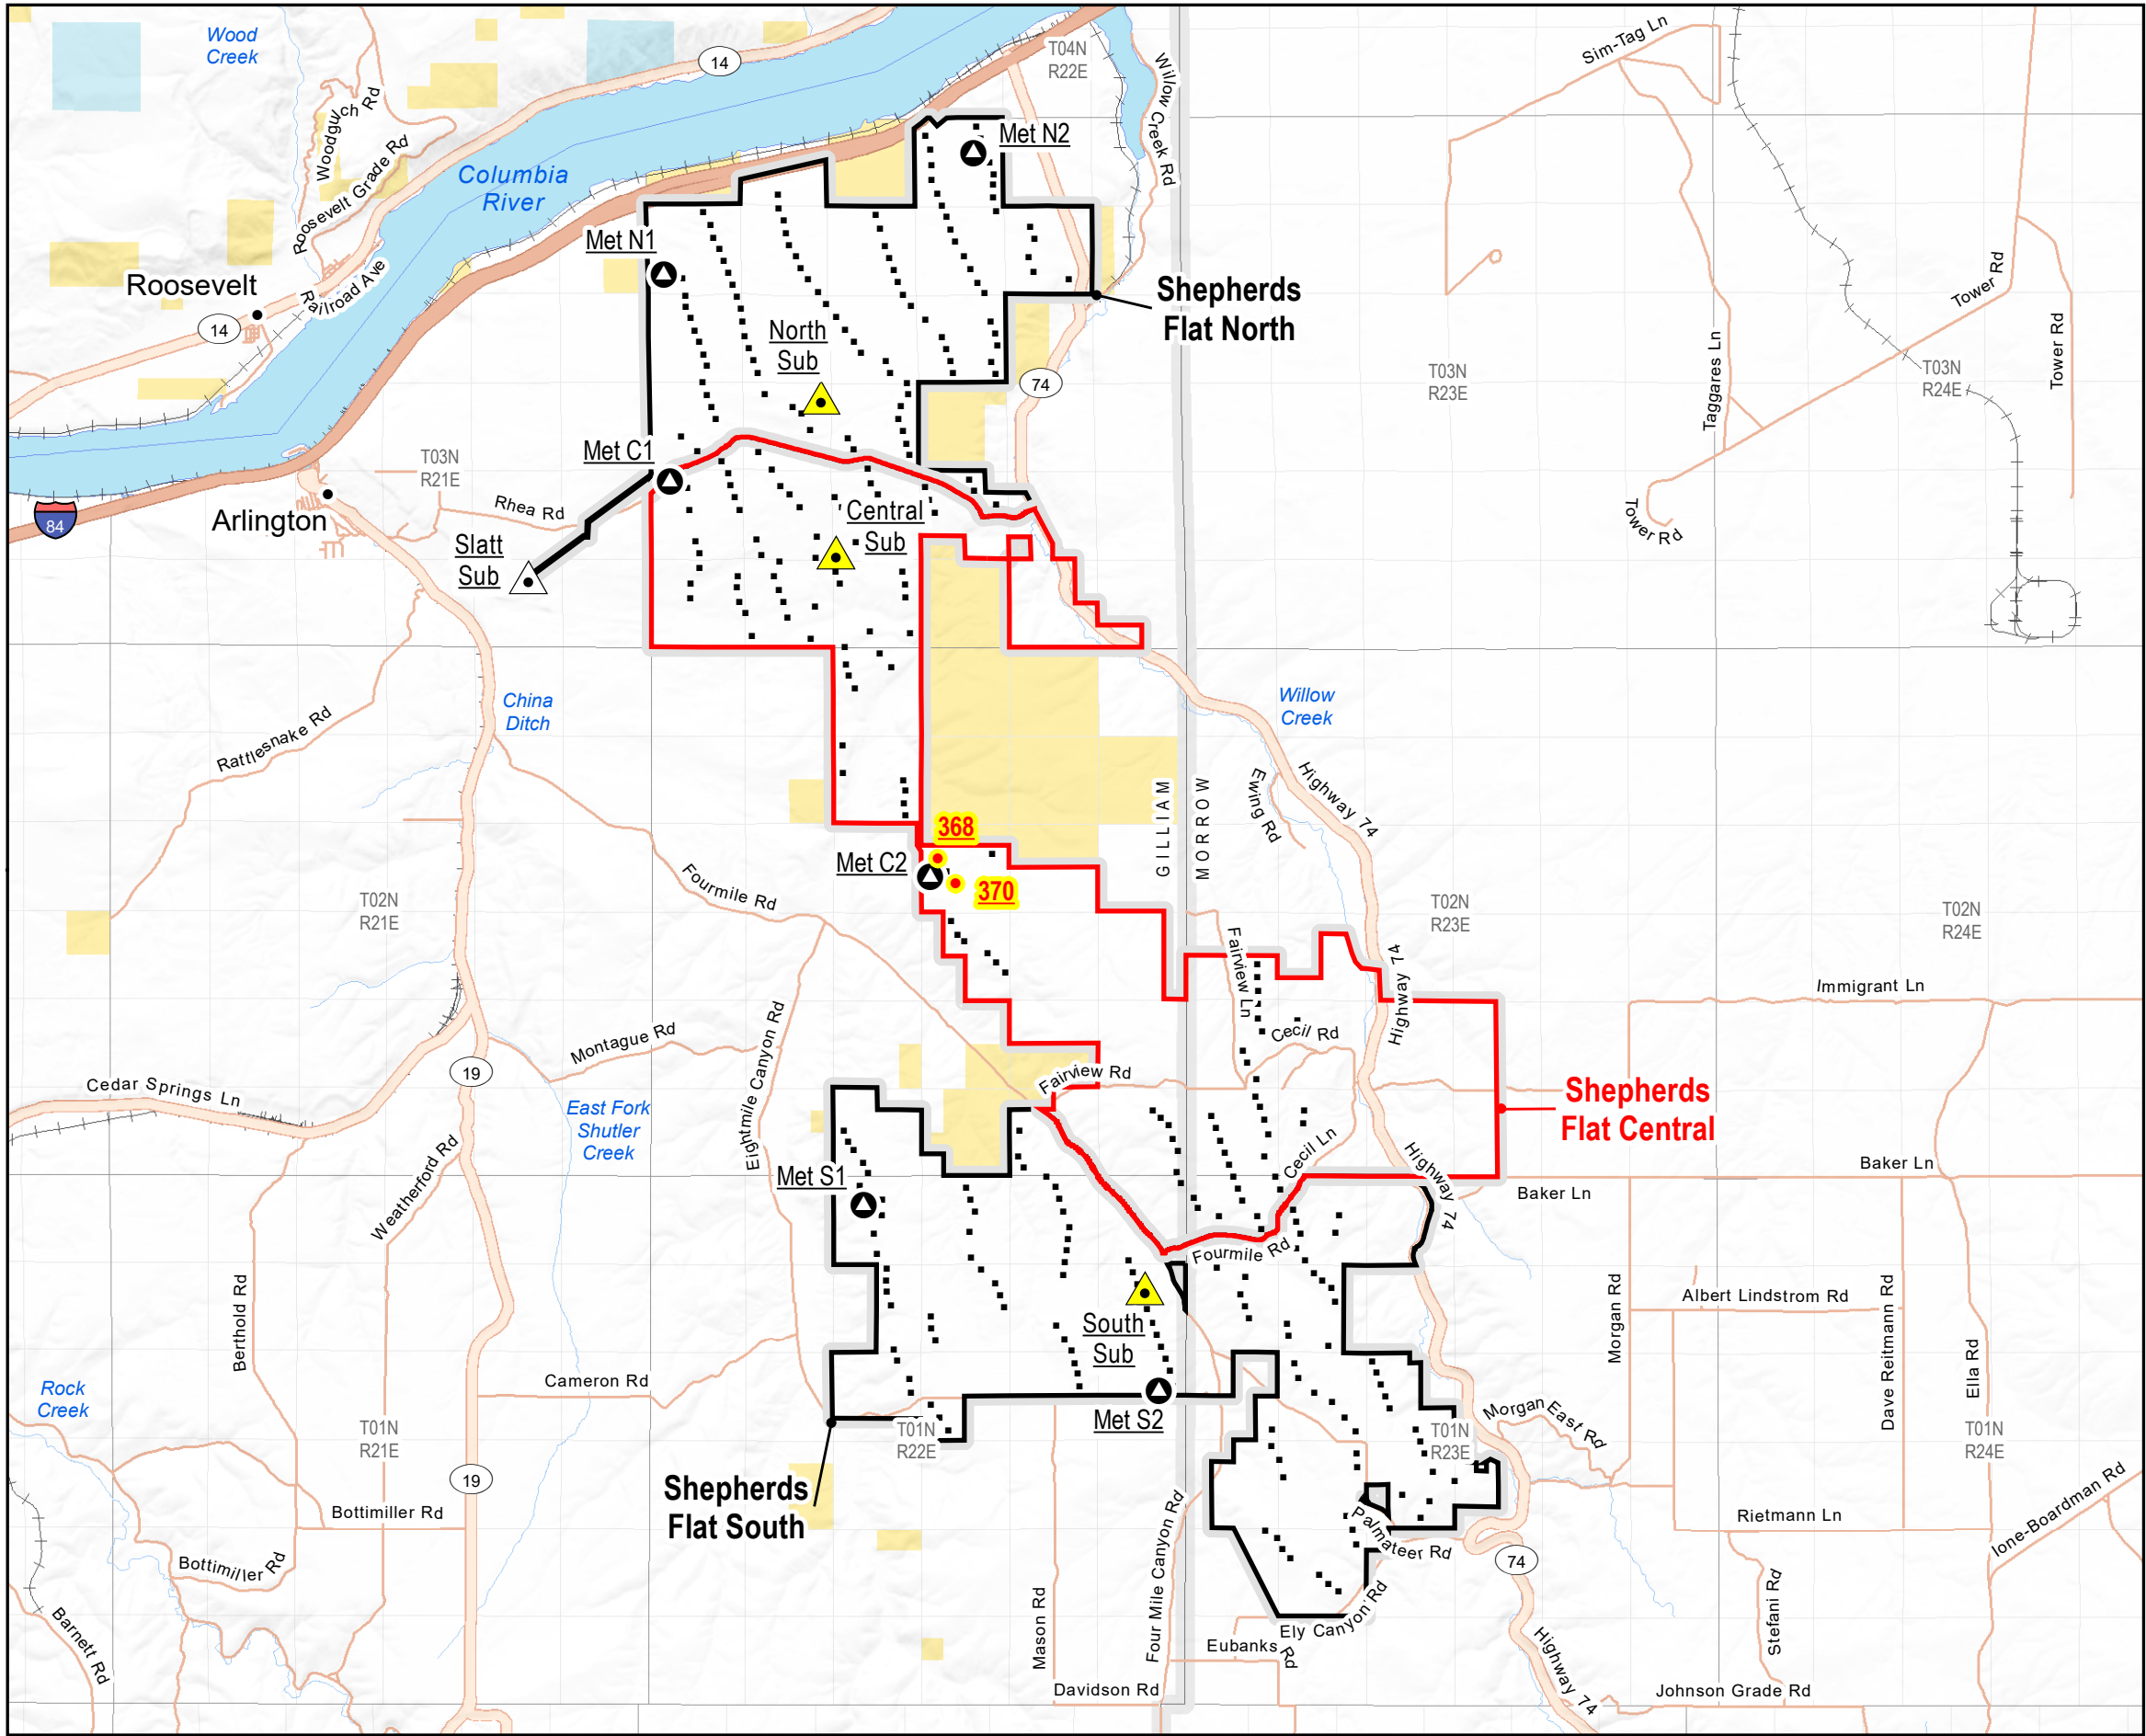 Wood
Creek
14
T04N
R22E
Willow Creek Rd
Sim-Tag Ln
Woodgulch Rd
Roosevelt Grade Rd
Columbia
River
Met N2
Met N1
Roosevelt
Railroad Ave
14
Shepherds
Flat North
North
Sub
74
T03N
R23E
Taggares Ln
Tower Rd
Tower Rd
T03N
R24E
Met C1
T03N
R21E
Rhea Rd
Arlington
84
Slatt
Sub
Central
Sub
Tower Rd
China
Ditch
Rattlesnake Rd
Willow
Creek
Highway 74
Ewing Rd
GILLIAM
MORROW
368
Met C2
370
Fourmile Rd
T02N
R21E
T02N
R23E
T02N
R24E
Fairview Ln
Highway 74
Immigrant Ln
Cecil Rd
Montague Rd
Eightmile Canyon Rd
19
Cedar Springs Ln
Fairview Rd
Shepherds
Flat Central
East Fork
Shutler
Creek
Weatherford Rd
Cecil Ln
Highway 74
Baker Ln
Baker Ln
Met S1
Fourmile Rd
South
Sub
Berthold Rd
Morgan Rd
Albert Lindstrom Rd
Dave Reitmann Rd
Ella Rd
Cameron Rd
Rock
Creek
Met S2
T01N
R21E
T01N
R22E
T01N
R23E
Morgan East Rd
T01N
R24E
19
Shepherds
Flat South
Bottimiller Rd
Bottimiller Rd
Four Mile Canyon Rd
Palmateer Rd
Rietmann Ln
Ione-Boardman Rd
74
Barnett Rd
Mason Rd
Ely Canyon Rd
Eubanks Rd
Stefani Rd
Highway 74
Davidson Rd
Johnson Grade Rd